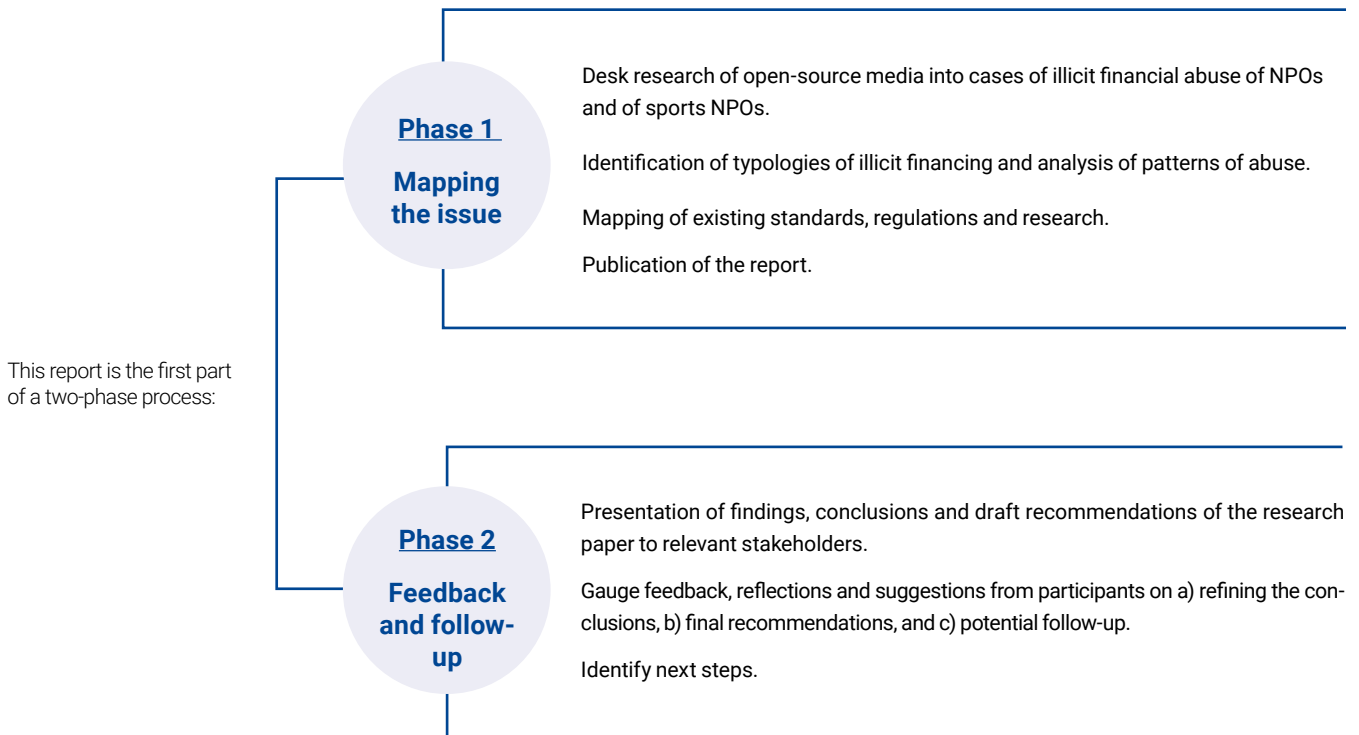 This report is the first part
of a two-phase process:
Phase 1
Mapping
the issue
Desk research of open-source media into cases of illicit financial abuse of NPOs
and of sports NPOs.
Identification of typologies of illicit financing and analysis of patterns of abuse.
Mapping of existing standards, regulations and research.
Publication of the report.
Phase 2
Feedback
and follow-
up
Presentation of findings, conclusions and draft recommendations of the research
paper to relevant stakeholders.
Gauge feedback, reflections and suggestions from participants on a) refining the con-
clusions, b) final recommendations, and c) potential follow-up.
Identify next steps.